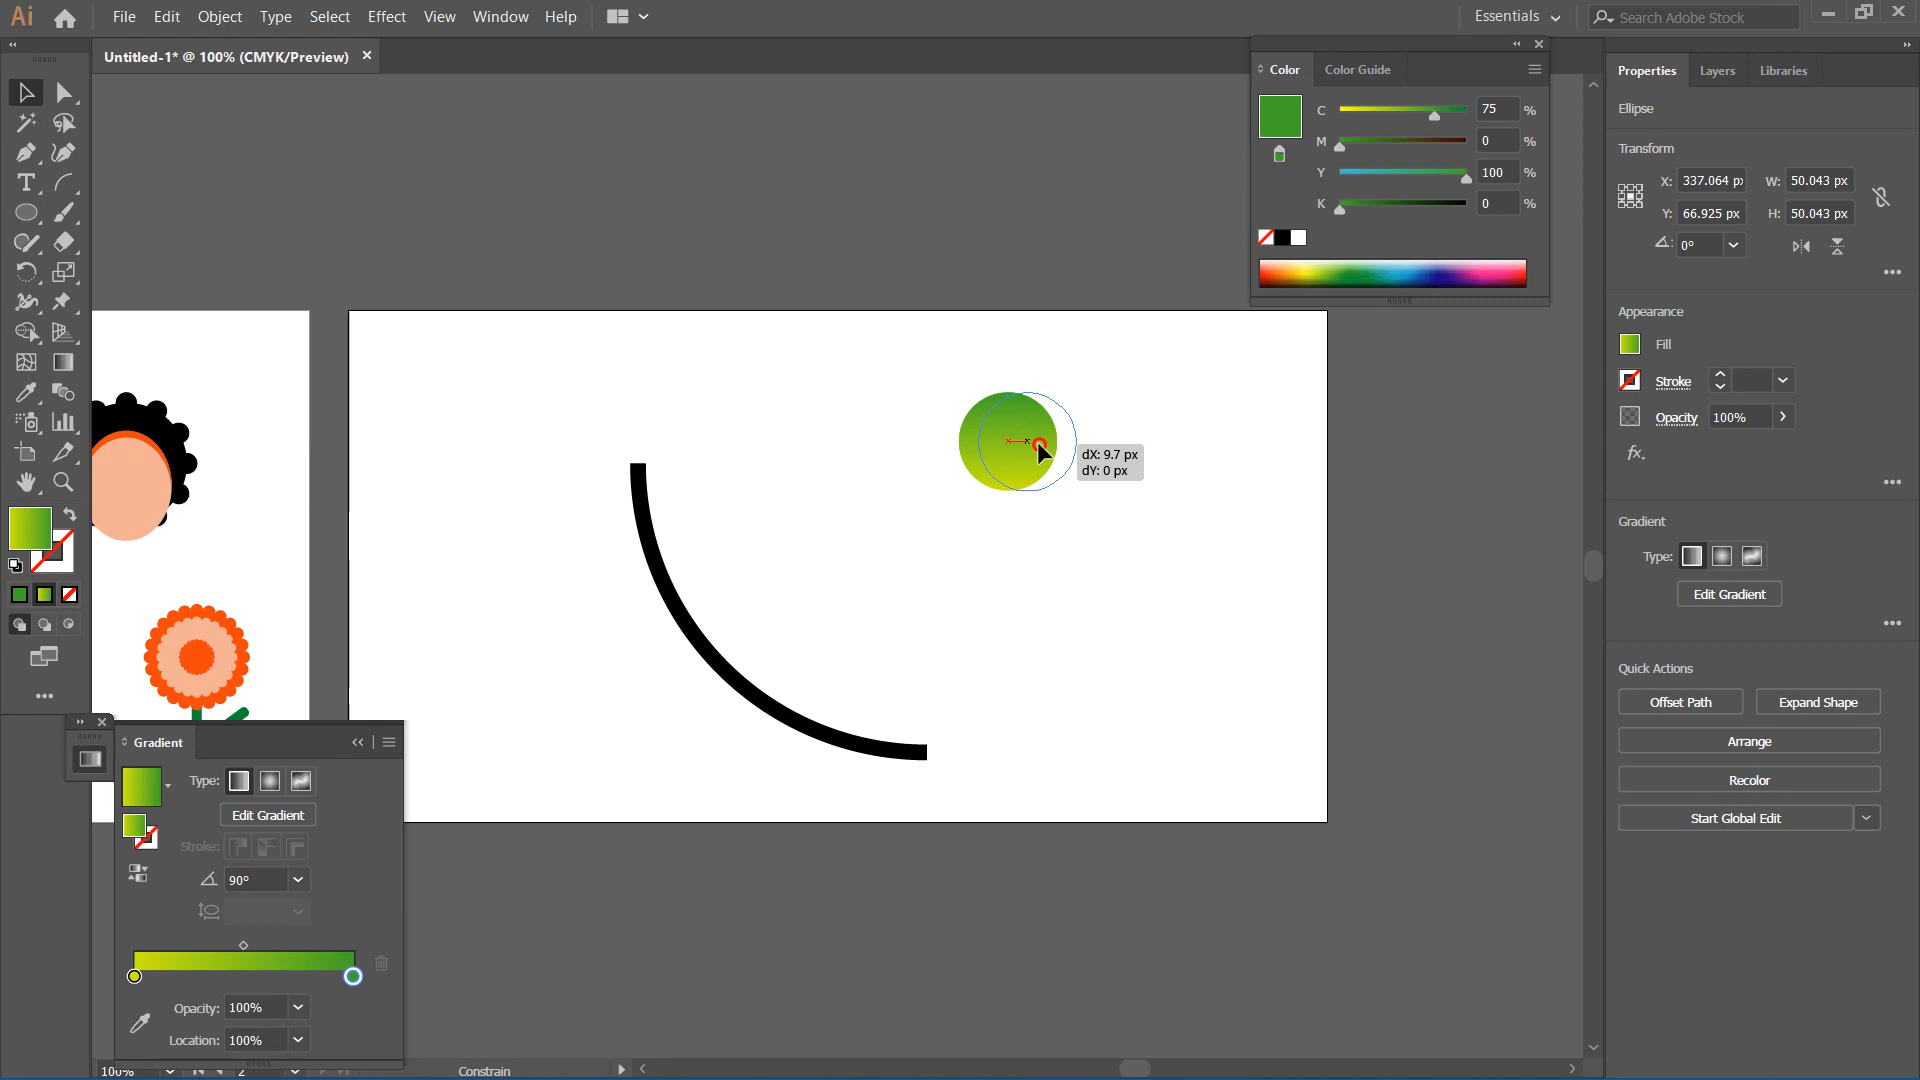 Ai File Edit Object Type Select Effect View Window Help Essentials Search Adobe Stock
Untitled-1* @ 100% (CMYK/Preview)
Color Color Guide
C 75 %
M 0 %
Y 100 %
K 0 %
Properties Layers Libraries
Ellipse
Transform
X: 337.064 px W: 50.043 px
Y: 66.925 px H: 50.043 px
0°
Appearance
Fill
Stroke
Opacity 100%
fx.
Gradient
Type:
Edit Gradient
Quick Actions
Offset Path Expand Shape
Arrange
Recolor
Start Global Edit
dX: 9.7 px
dY: 0 px
Gradient
Type:
Edit Gradient
Stroke:
90°
Opacity: 100%
Location: 100%
100% 2 Constrain